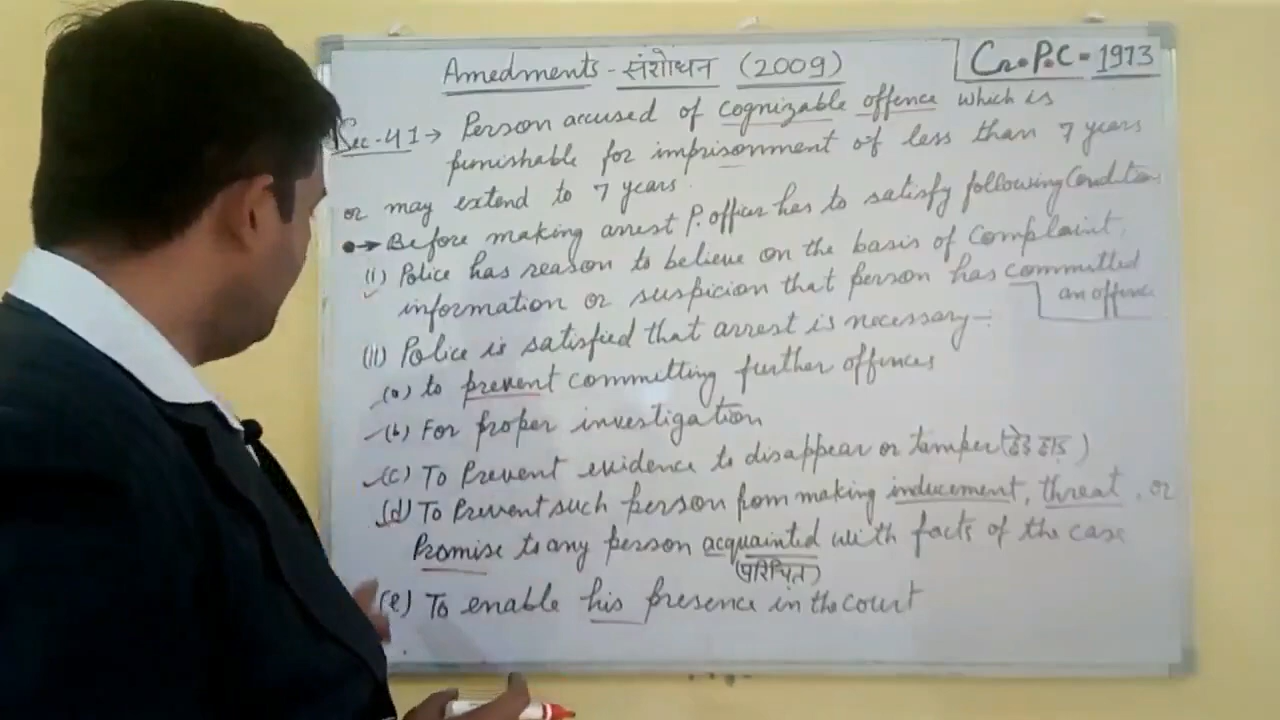 Amedments - संशोधन (2009)
Cr.P.C - 1973
Sec-41 → Person accused of cognizable offence which is
punishable for imprisonment of less than 7 years
or may extend to 7 years.
→ Before making arrest P. officer has to satisfy following Condition
(i) Police has reason to believe on the basis of Complaint,
information or suspicion that person has committed
an offence
(ii) Police is satisfied that arrest is necessary -:
(a) to prevent committing further offences
(b) For proper investigation
(c) To Prevent evidence to disappear or tamper ( )
(d) To Prevent such person from making inducement, threat, or
Promise to any person acquainted with facts of the case
(परिचित)
(e) To enable his presence in the court